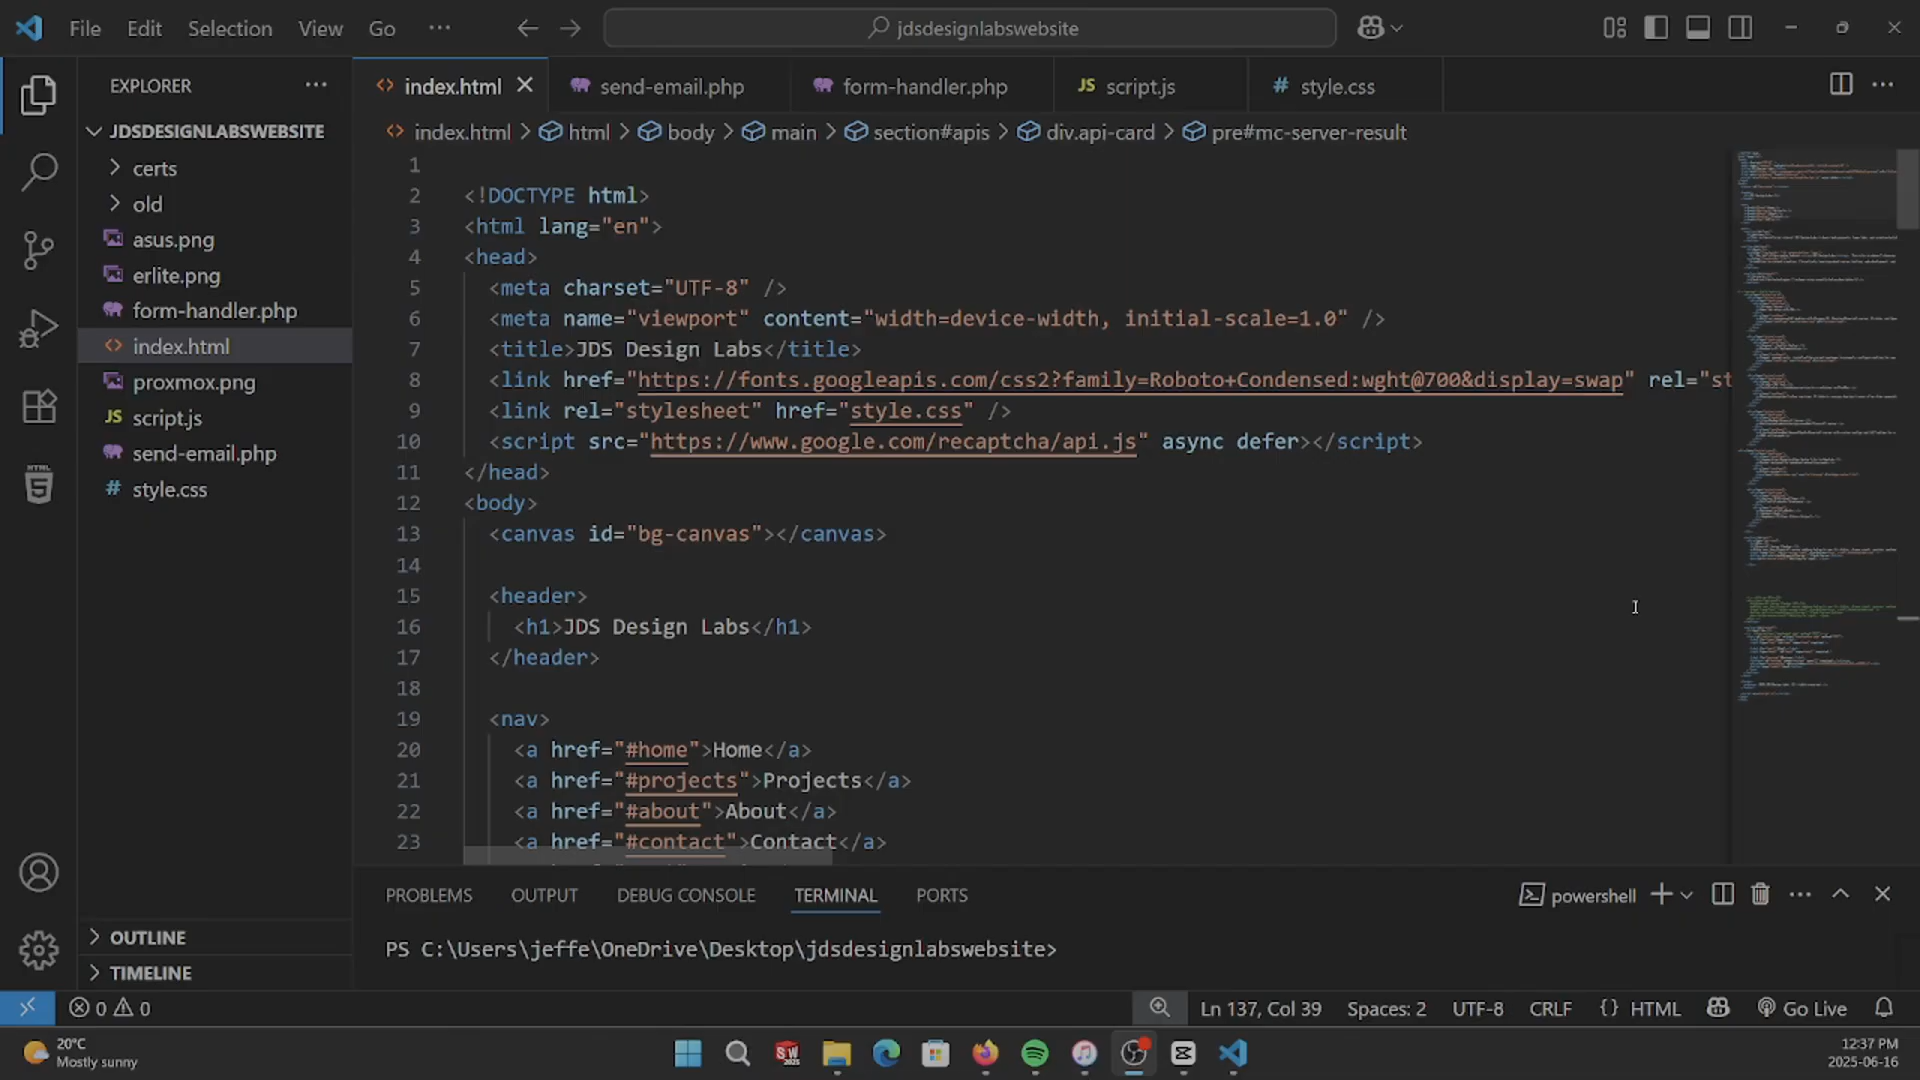 File Edit Selection View Go ··· jdsdesignlabswebsite
EXPLORER
JDSDESIGNLABSWEBSITE
certs
old
asus.png
erlite.png
form-handler.php
index.html
proxmox.png
JS script.js
send-email.php
# style.css
OUTLINE
TIMELINE
index.html send-email.php form-handler.php JS script.js # style.css
index.html > html > body > main > section#apis > div.api-card > pre#mc-server-result
1
2 <!DOCTYPE html>
3 <html lang="en">
4 <head>
5 <meta charset="UTF-8" />
6 <meta name="viewport" content="width=device-width, initial-scale=1.0" />
7 <title>JDS Design Labs</title>
8 <link href="https://fonts.googleapis.com/css2?family=Roboto+Condensed:wght@700&display=swap" rel="st
9 <link rel="stylesheet" href="style.css" />
10 <script src="https://www.google.com/recaptcha/api.js" async defer></script>
11 </head>
12 <body>
13 <canvas id="bg-canvas"></canvas>
14
15 <header>
16 <h1>JDS Design Labs</h1>
17 </header>
18
19 <nav>
20 <a href="#home">Home</a>
21 <a href="#projects">Projects</a>
22 <a href="#about">About</a>
23 <a href="#contact">Contact</a>
PROBLEMS OUTPUT DEBUG CONSOLE TERMINAL PORTS powershell
PS C:\Users\jeffe\OneDrive\Desktop\jdsdesignlabswebsite>
0 0 Ln 137, Col 39 Spaces: 2 UTF-8 CRLF {} HTML Go Live
20°C
Mostly sunny
SW
2025
12:37 PM
2025-06-16